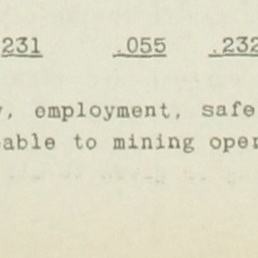 231 .055 .232
, employment, safe
able to mining oper